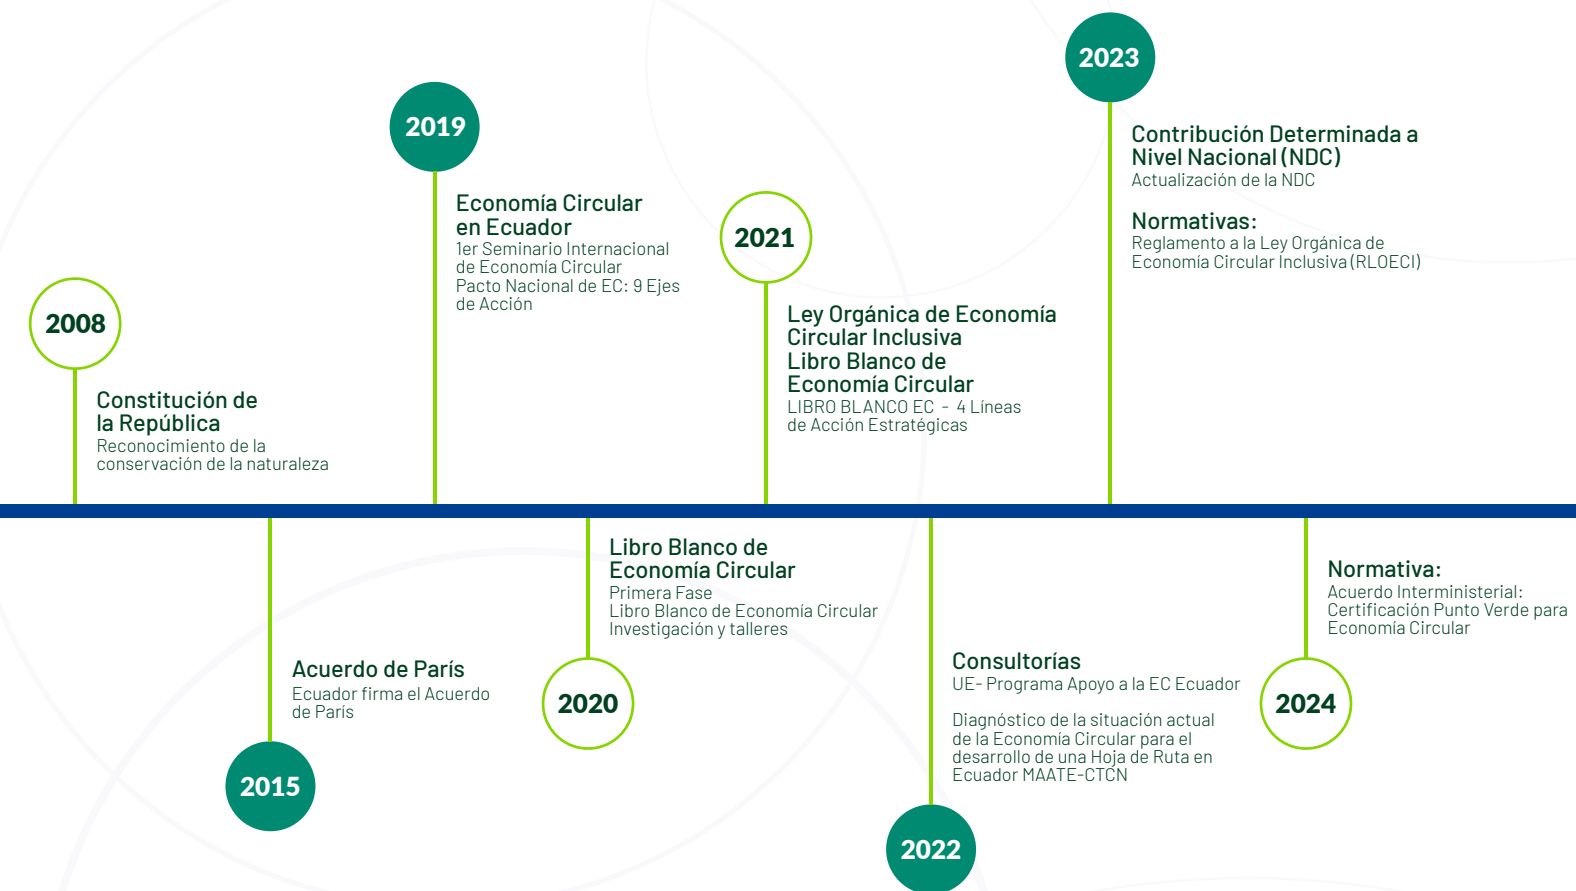 2008
Constitución de
la República
Reconocimiento de la
conservación de la naturaleza
2015
Acuerdo de París
Ecuador firma el Acuerdo
de París
2019
Economía Circular
en Ecuador
1er Seminario Internacional
de Economía Circular
Pacto Nacional de EC: 9 Ejes
de Acción
2020
Libro Blanco de
Economía Circular
Primera Fase
Libro Blanco de Economía Circular
Investigación y talleres
2021
Ley Orgánica de Economía
Circular Inclusiva
Libro Blanco de
Economía Circular
LIBRO BLANCO EC - 4 Líneas
de Acción Estratégicas
2022
Consultorías
UE- Programa Apoyo a la EC Ecuador
Diagnóstico de la situación actual
de la Economía Circular para el
desarrollo de una Hoja de Ruta en
Ecuador MAATE-CTCN
2023
Contribución Determinada a
Nivel Nacional (NDC)
Actualización de la NDC
Normativas:
Reglamento a la Ley Orgánica de
Economía Circular Inclusiva (RLOECI)
2024
Normativa:
Acuerdo Interministerial:
Certificación Punto Verde para
Economía Circular